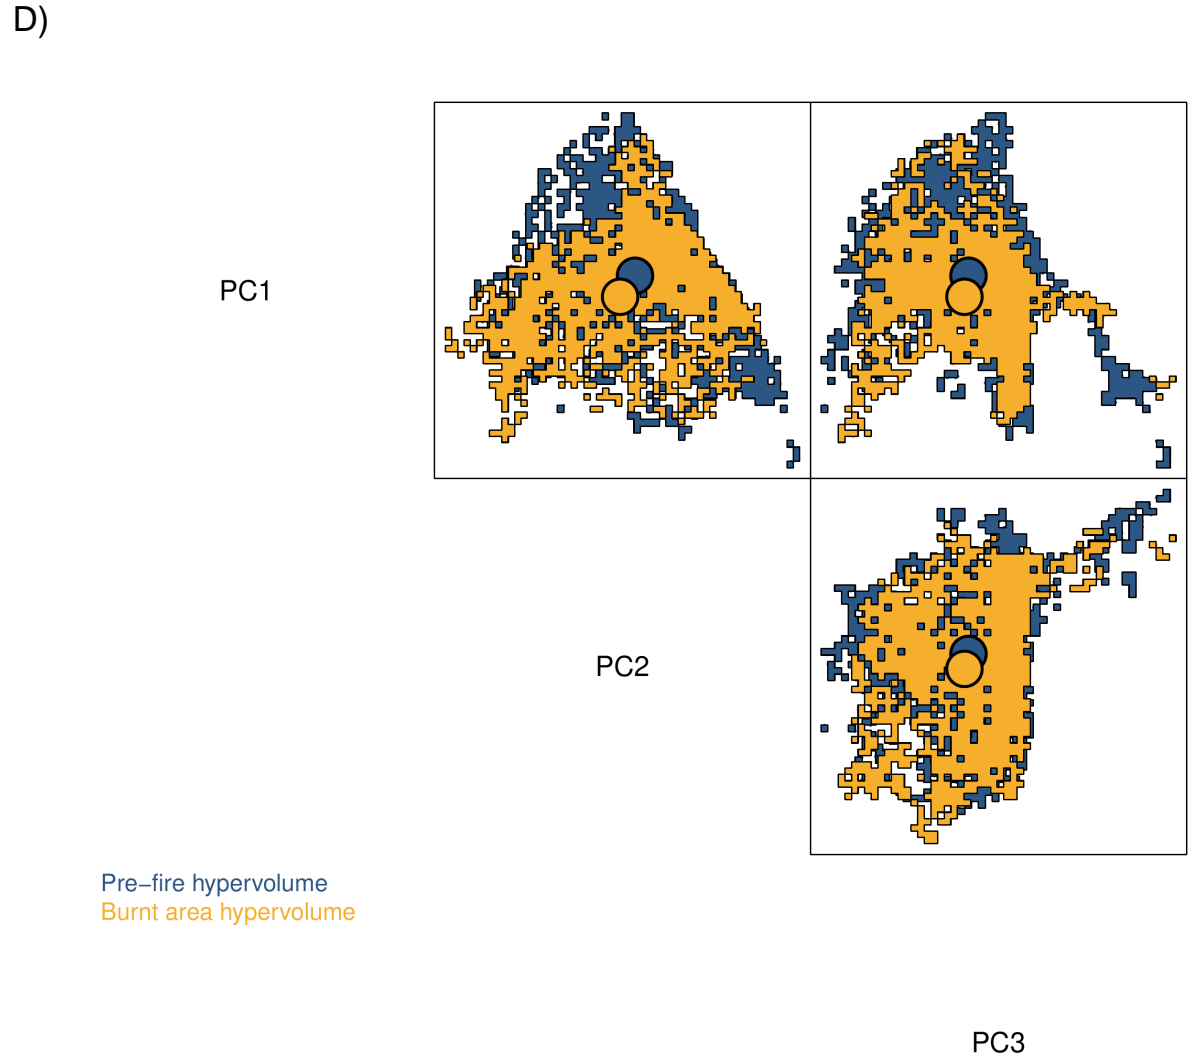 D)
PC1
PC2
Pre−fire hypervolume
Burnt area hypervolume
PC3